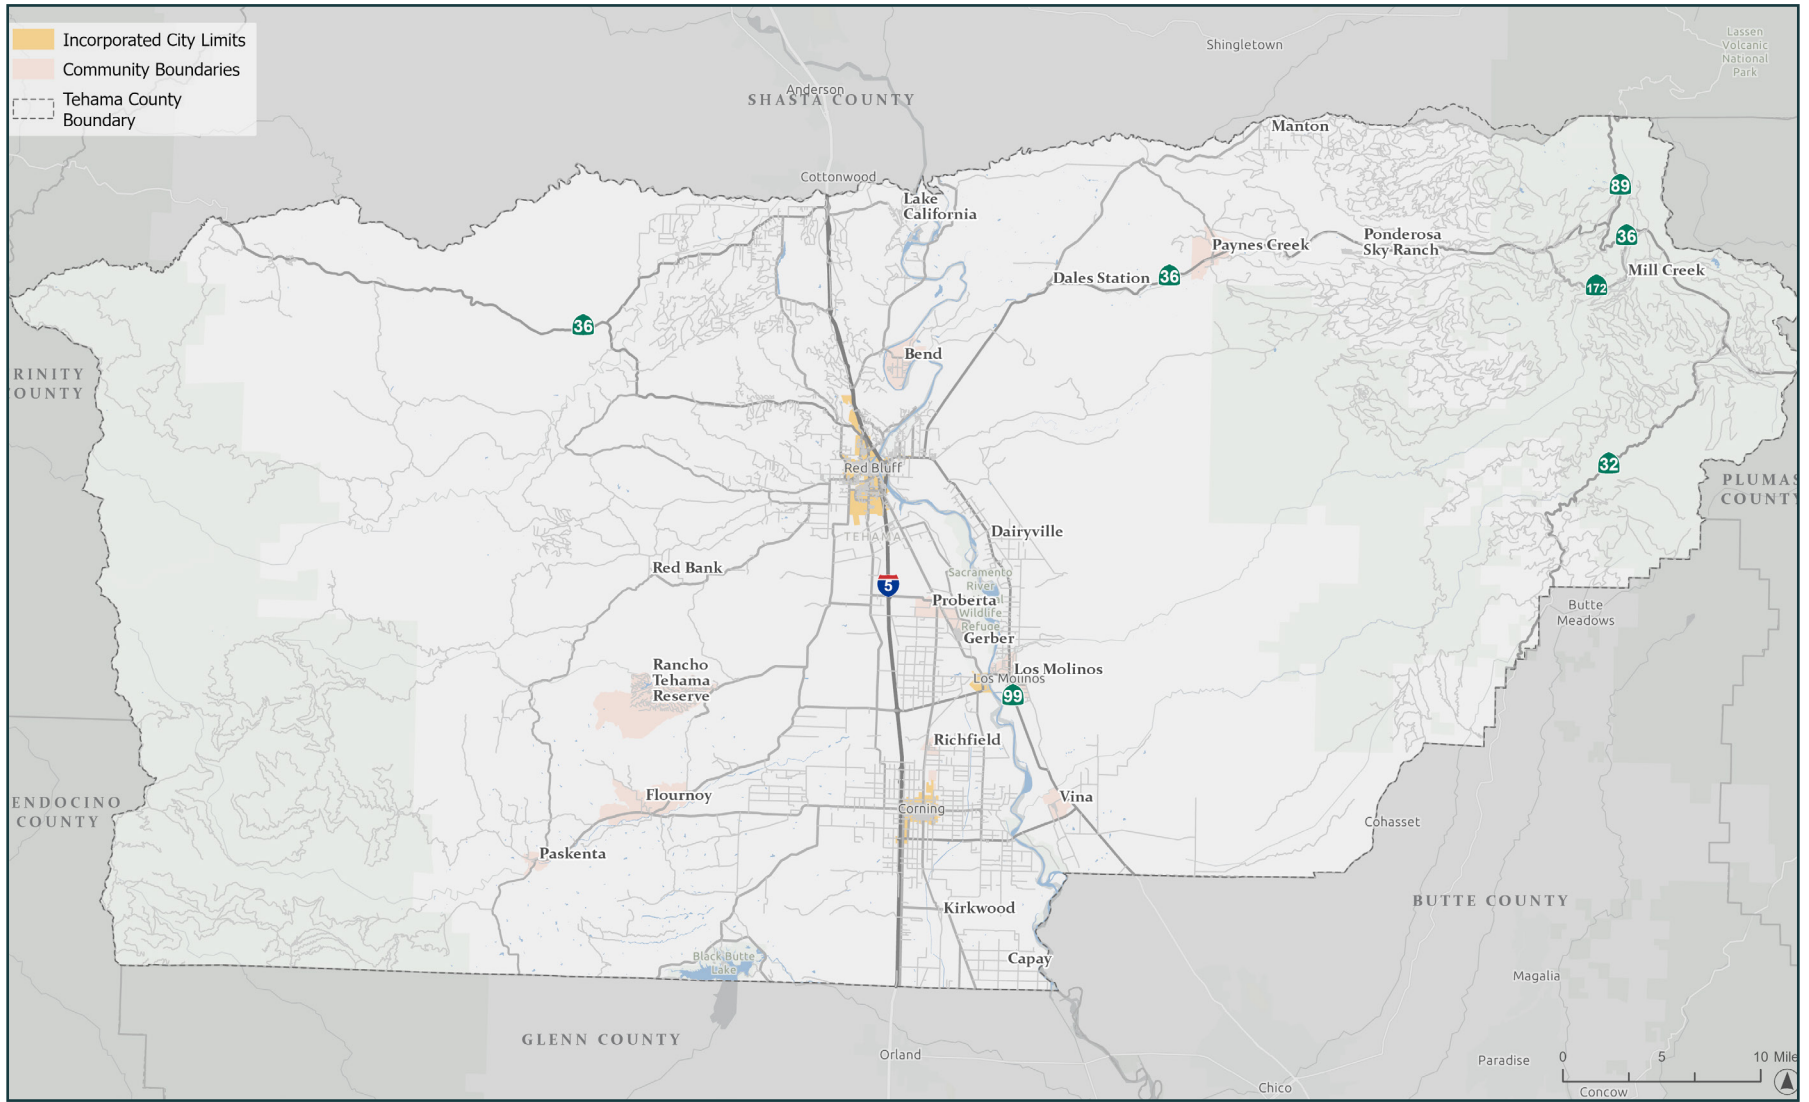 Incorporated City Limits
Community Boundaries
Tehama County
Boundary
Shingletown
Lassen
Volcanic
National
Park
Anderson
SHASTA COUNTY
Manton
Cottonwood
Lake
California
89
36
Paynes Creek
Ponderosa
Sky Ranch
Dales Station
36
Mill Creek
172
36
Bend
RINITY
OUNTY
Red Bluff
32
PLUMAS
COUNTY
Dairyville
TEHAMA
Red Bank
5
Sacramento
River
Proberta
Wildlife
Refuge
Gerber
Butte
Meadows
Rancho
Tehama
Reserve
Los Molinos
Los Molinos
99
Richfield
Flournoy
Corning
Vina
ENDOCINO
COUNTY
Cohasset
Paskenta
Kirkwood
BUTTE COUNTY
Black Butte
Lake
Capay
Magalia
GLENN COUNTY
Orland
Paradise
Chico
Concow
0 5 10 Mile